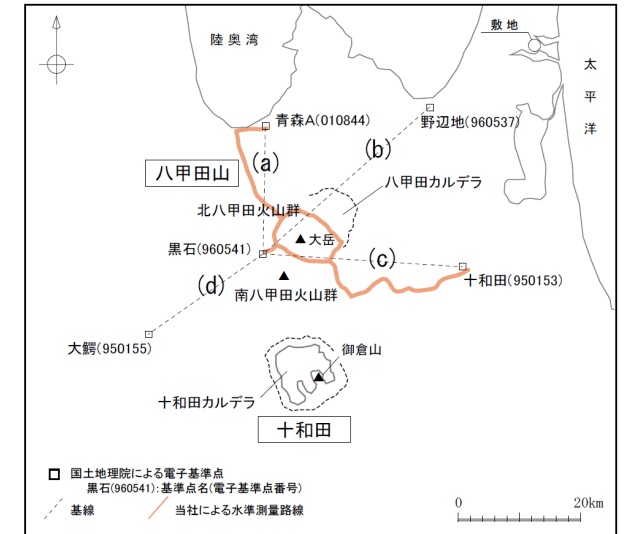 陸奥湾
敷地
太平洋
青森A(010844)
野辺地(960537)
(a)
(b)
八甲田山
八甲田カルデラ
北八甲田火山群
大岳
黒石(960541)
(c)
十和田(950153)
(d)
南八甲田火山群
大鰐(950155)
御倉山
十和田カルデラ
十和田
国土地理院による電子基準点
黒石(960541):基準点名(電子基準点番号)
基線
当社による水準測量路線
0 20km